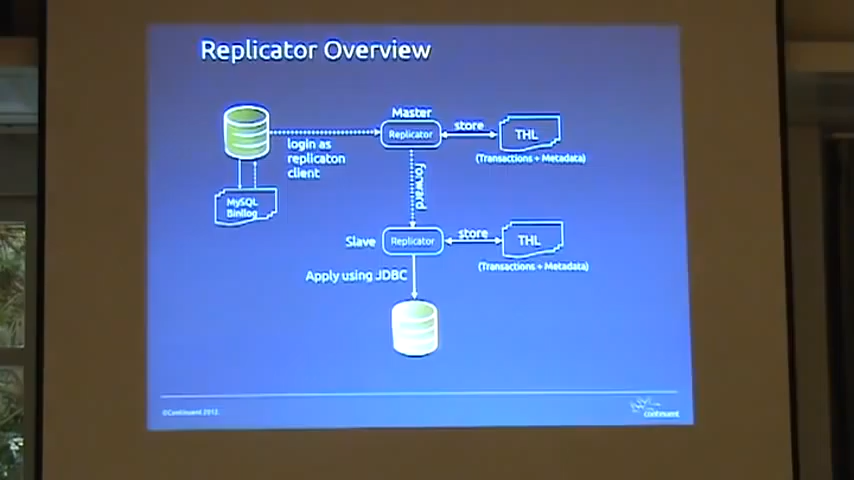 Replicator Overview
Master
Replicator
store
THL
(Transactions + Metadata)
login as
replicaton
client
forward
MySQL
Binilog
Slave
Replicator
store
THL
(Transactions + Metadata)
Apply using JDBC
©Continuent 2012.
continuent